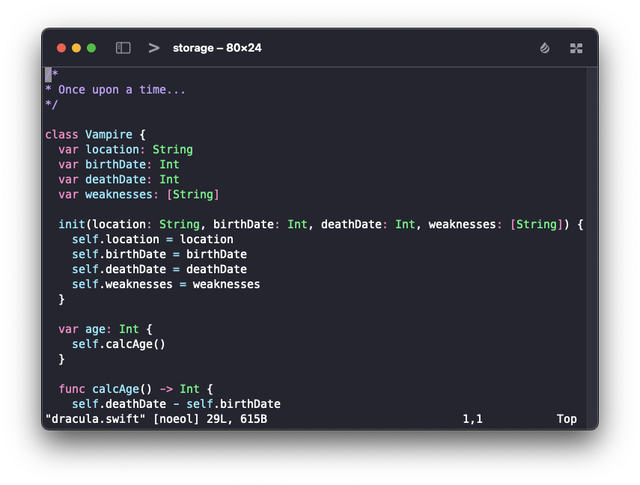 storage – 80×24
/*
* Once upon a time...
*/
class Vampire {
  var location: String
  var birthDate: Int
  var deathDate: Int
  var weaknesses: [String]
  init(location: String, birthDate: Int, deathDate: Int, weaknesses: [String]) {
    self.location = location
    self.birthDate = birthDate
    self.deathDate = deathDate
    self.weaknesses = weaknesses
  }
  var age: Int {
    self.calcAge()
  }
  func calcAge() -> Int {
    self.deathDate - self.birthDate
"dracula.swift" [noeol] 29L, 615B 1,1 Top